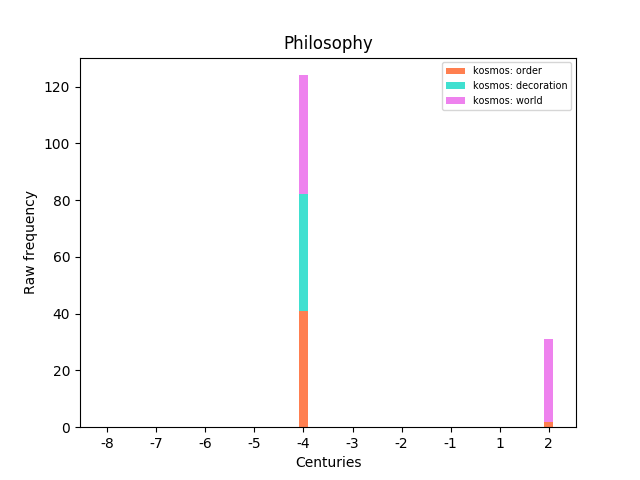 Philosophy
kosmos: order
kosmos: decoration
kosmos: world
Raw frequency
120
100
80
60
40
20
0
-8 -7 -6 -5 -4 -3 -2 -1 1 2
Centuries